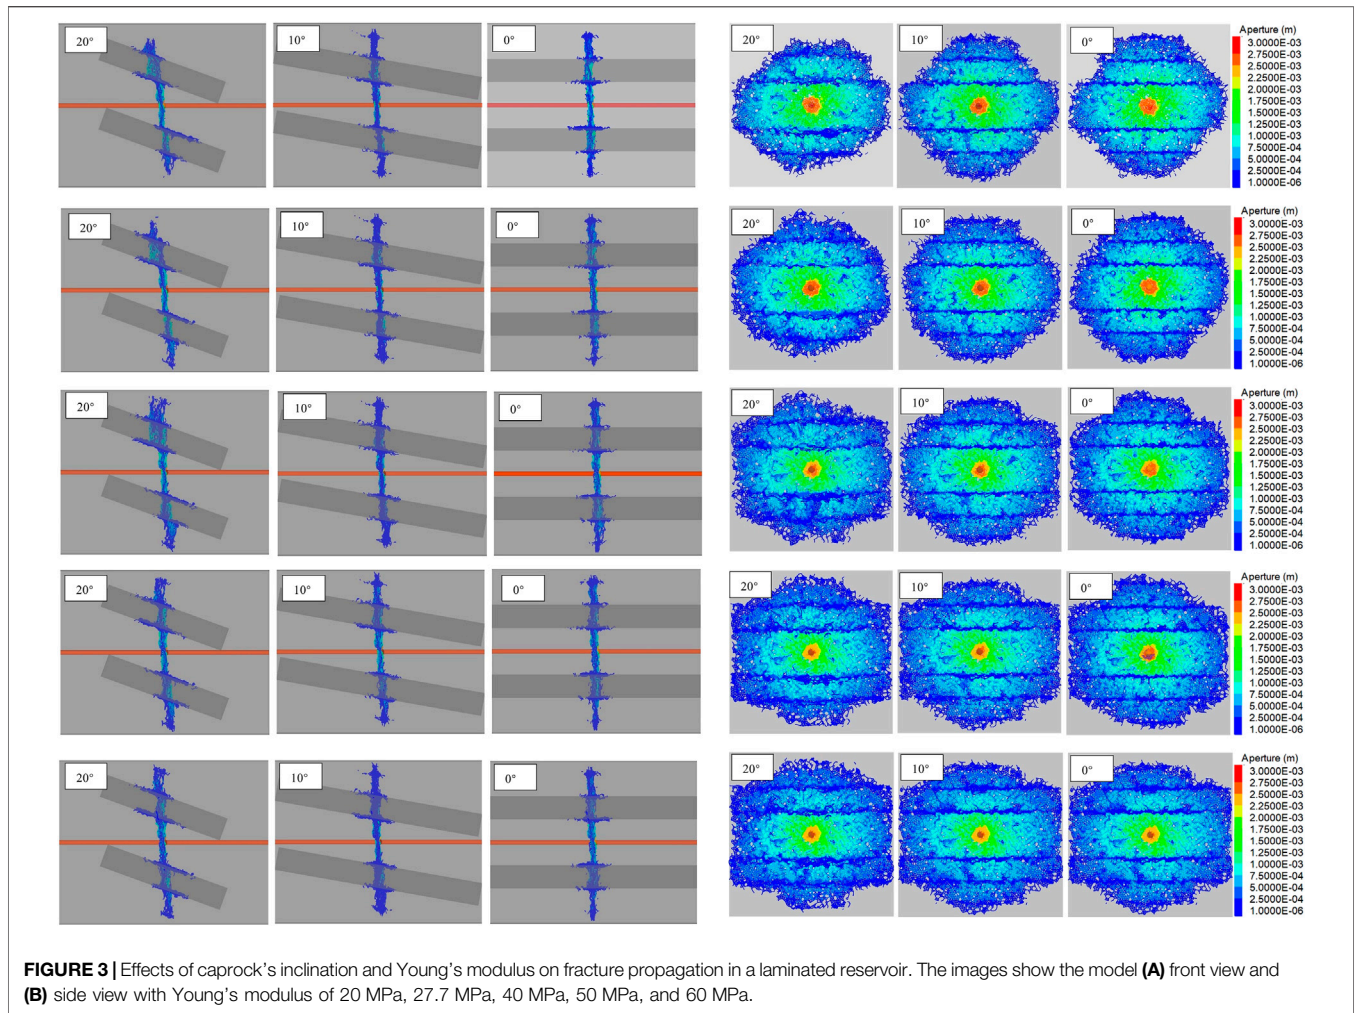 20°
10°
0°
20°
10°
0°
Aperture (m)
3.0000E-03
2.7500E-03
2.5000E-03
2.2500E-03
2.0000E-03
1.7500E-03
1.5000E-03
1.2500E-03
1.0000E-03
7.5000E-04
5.0000E-04
2.5000E-04
1.0000E-06
20°
10°
0°
20°
10°
0°
Aperture (m)
3.0000E-03
2.7500E-03
2.5000E-03
2.0000E-03
1.7500E-03
1.5000E-03
1.2500E-03
1.0000E-03
7.5000E-04
2.5000E-04
1.0000E-06
20°
10°
0°
20°
10°
0°
Aperture (m)
3.0000E-03
2.7500E-03
2.2500E-03
2.0000E-03
1.7500E-03
1.5000E-03
1.2500E-03
1.0000E-03
7.5000E-04
5.0000E-04
2.5000E-04
1.0000E-06
20°
10°
0°
20°
10°
0°
Aperture (m)
3.0000E-03
2.7500E-03
2.5000E-03
2.2500E-03
2.0000E-03
1.7500E-03
1.5000E-03
1.2500E-03
1.0000E-03
7.5000E-04
5.0000E-04
2.5000E-04
1.0000E-06
20°
10°
0°
20°
10°
0°
Aperture (m)
3.0000E-03
2.7500E-03
2.5000E-03
2.2500E-03
2.0000E-03
1.7500E-03
1.5000E-03
1.2500E-03
1.0000E-03
7.5000E-04
5.0000E-04
2.5000E-04
1.0000E-06
FIGURE 3 | Effects of caprock's inclination and Young's modulus on fracture propagation in a laminated reservoir. The images show the model (A) front view and
(B) side view with Young's modulus of 20 MPa, 27.7 MPa, 40 MPa, 50 MPa, and 60 MPa.